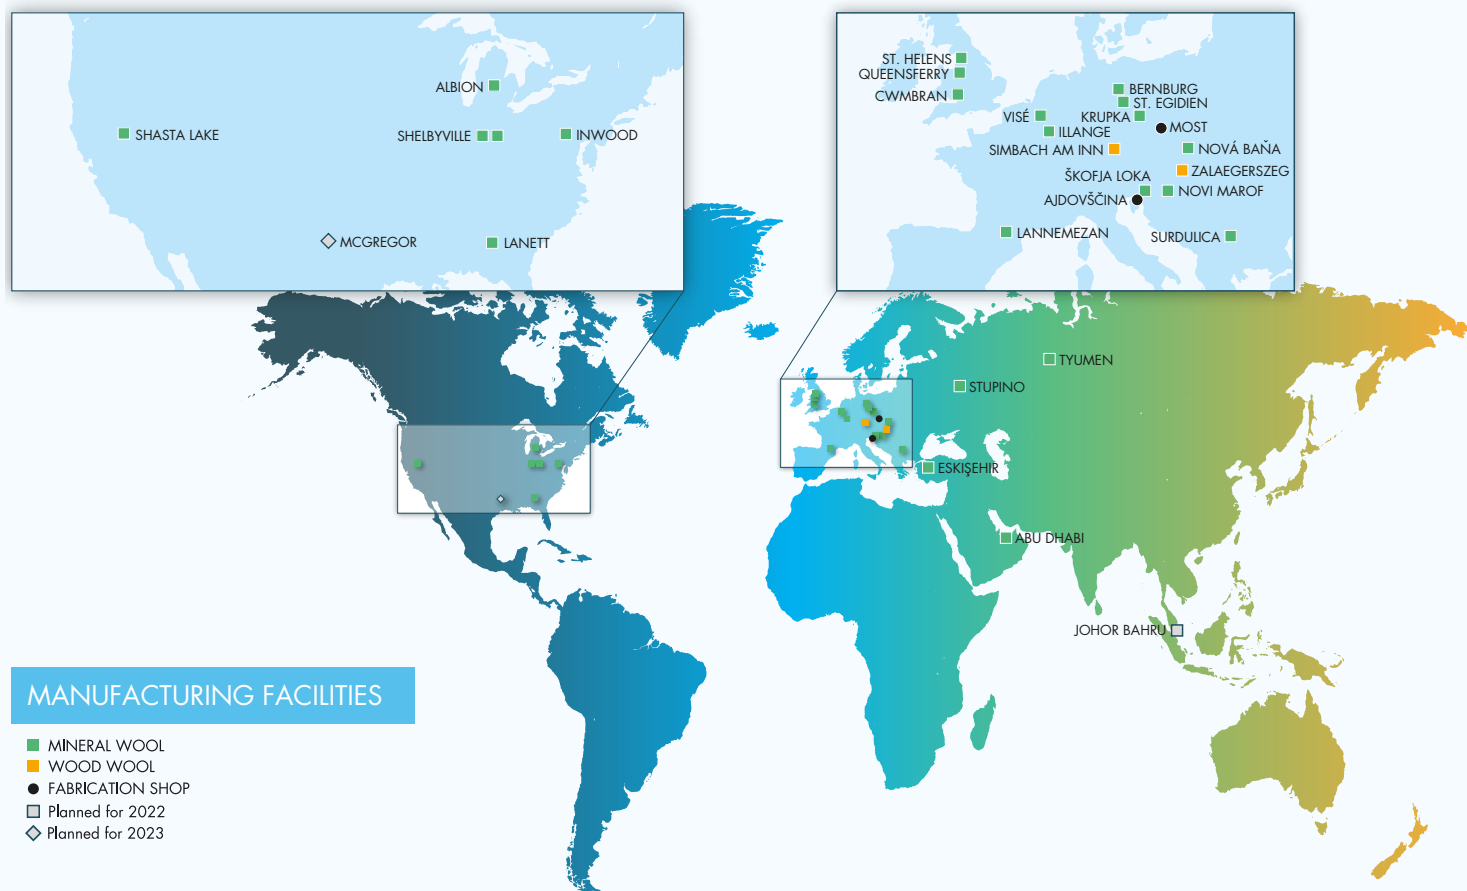 ALBION
SHASTA LAKE
SHELBYVILLE
INWOOD
MCGREGOR
LANETT
ST. HELENS
QUEENSFERRY
CWMBRAN
BERNBURG
ST. EGIDIEN
VISÉ
KRUPKA
MOST
ILLANGE
SIMBACH AM INN
NOVÁ BAŇA
ZALAEGERSZEG
ŠKOFJA LOKA
NOVI MAROF
AJDOVŠČINA
LANNEMEZAN
SURDULICA
TYUMEN
STUPINO
ESKIŞEHIR
ABU DHABI
JOHOR BAHRU
MANUFACTURING FACILITIES
MINERAL WOOL
WOOD WOOL
FABRICATION SHOP
Planned for 2022
Planned for 2023